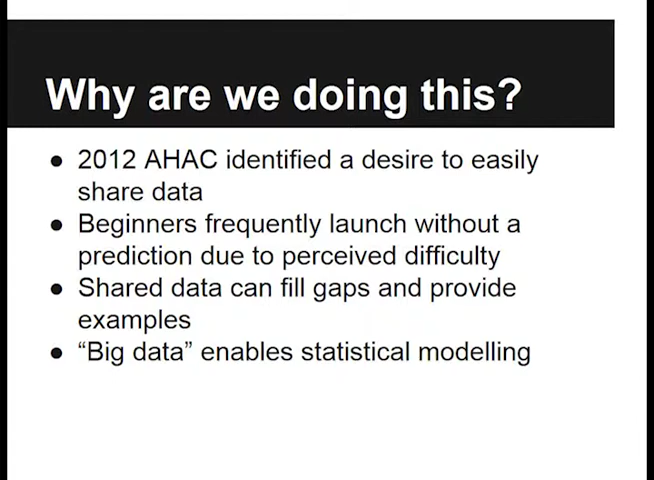 Why are we doing this?
● 2012 AHAC identified a desire to easily
share data
● Beginners frequently launch without a
prediction due to perceived difficulty
● Shared data can fill gaps and provide
examples
● “Big data” enables statistical modelling